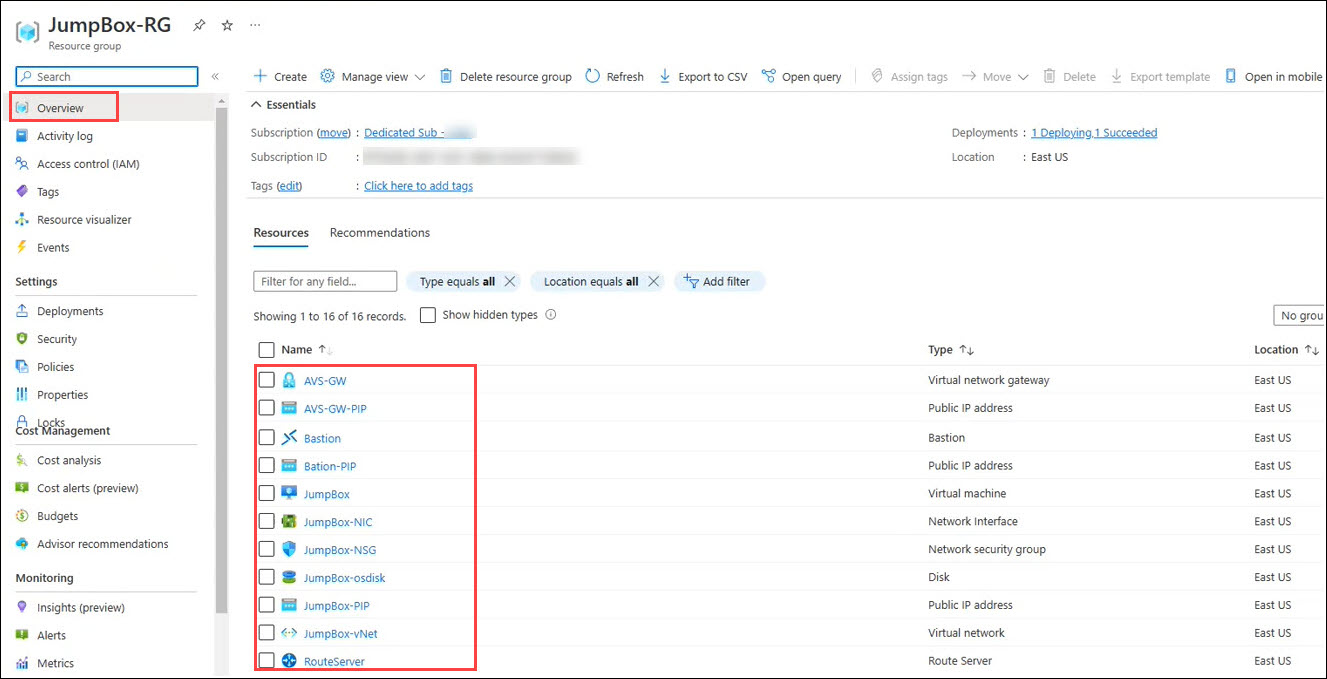 JumpBox-RG
Resource group
Search
Create Manage view Delete resource group Refresh Export to CSV Open query Assign tags Move Delete Export template Open in mobile
Overview
Activity log
Access control (IAM)
Tags
Resource visualizer
Events
Settings
Deployments
Security
Policies
Properties
Locks
Cost Management
Cost analysis
Cost alerts (preview)
Budgets
Advisor recommendations
Monitoring
Insights (preview)
Alerts
Metrics
Essentials
Subscription (move) : Dedicated Sub -
Deployments : 1 Deploying,1 Succeeded
Subscription ID :
Location : East US
Tags (edit) : Click here to add tags
Resources Recommendations
Filter for any field... Type equals all Location equals all Add filter
Showing 1 to 16 of 16 records. Show hidden types
No grou
Name Type Location
AVS-GW Virtual network gateway East US
AVS-GW-PIP Public IP address East US
Bastion Bastion East US
Bation-PIP Public IP address East US
JumpBox Virtual machine East US
JumpBox-NIC Network Interface East US
JumpBox-NSG Network security group East US
JumpBox-osdisk Disk East US
JumpBox-PIP Public IP address East US
JumpBox-vNet Virtual network East US
RouteServer Route Server East US